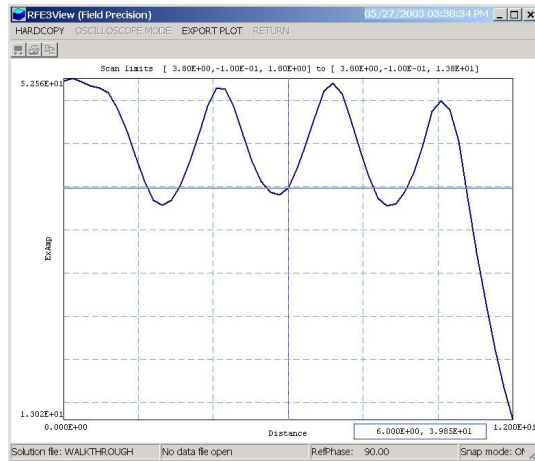 RFE3View (Field Precision) 05/27/2003 03:38:34 PM
HARDCOPY OSCILLOSCOPE MODE EXPORT PLOT RETURN
Scan limits [ 3.80E+00,-1.00E-01, 1.80E+00] to [ 3.80E+00,-1.00E-01, 1.38E+01]
5.256E+01
ExAmp
1.302E+01
0.000E+00 6.000E+00, 3.985E+01 1.200E+01
Distance
Solution file: WALKTHROUGH No data file open RefPhase: 90.00 Snap mode: